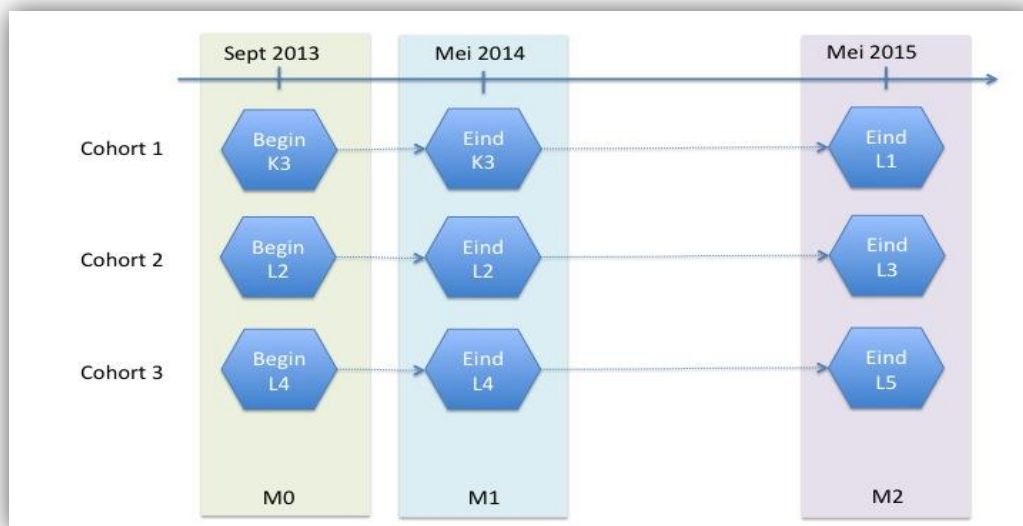 Sept 2013
Mei 2014
Mei 2015
Cohort 1
Begin
K3
Eind
K3
Eind
L1
Cohort 2
Begin
L2
Eind
L2
Eind
L3
Cohort 3
Begin
L4
Eind
L4
Eind
L5
M0
M1
M2